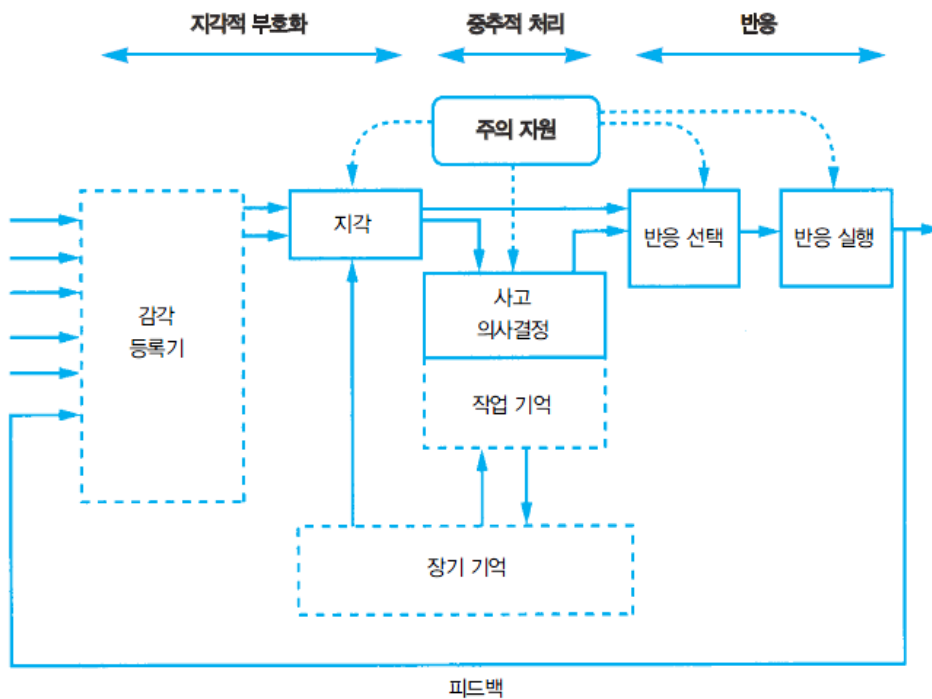 지각적 부호화
중추적 처리
반응
주의 자원
지각
반응 선택
반응 실행
감각
등록기
사고
의사결정
작업 기억
장기 기억
피드백